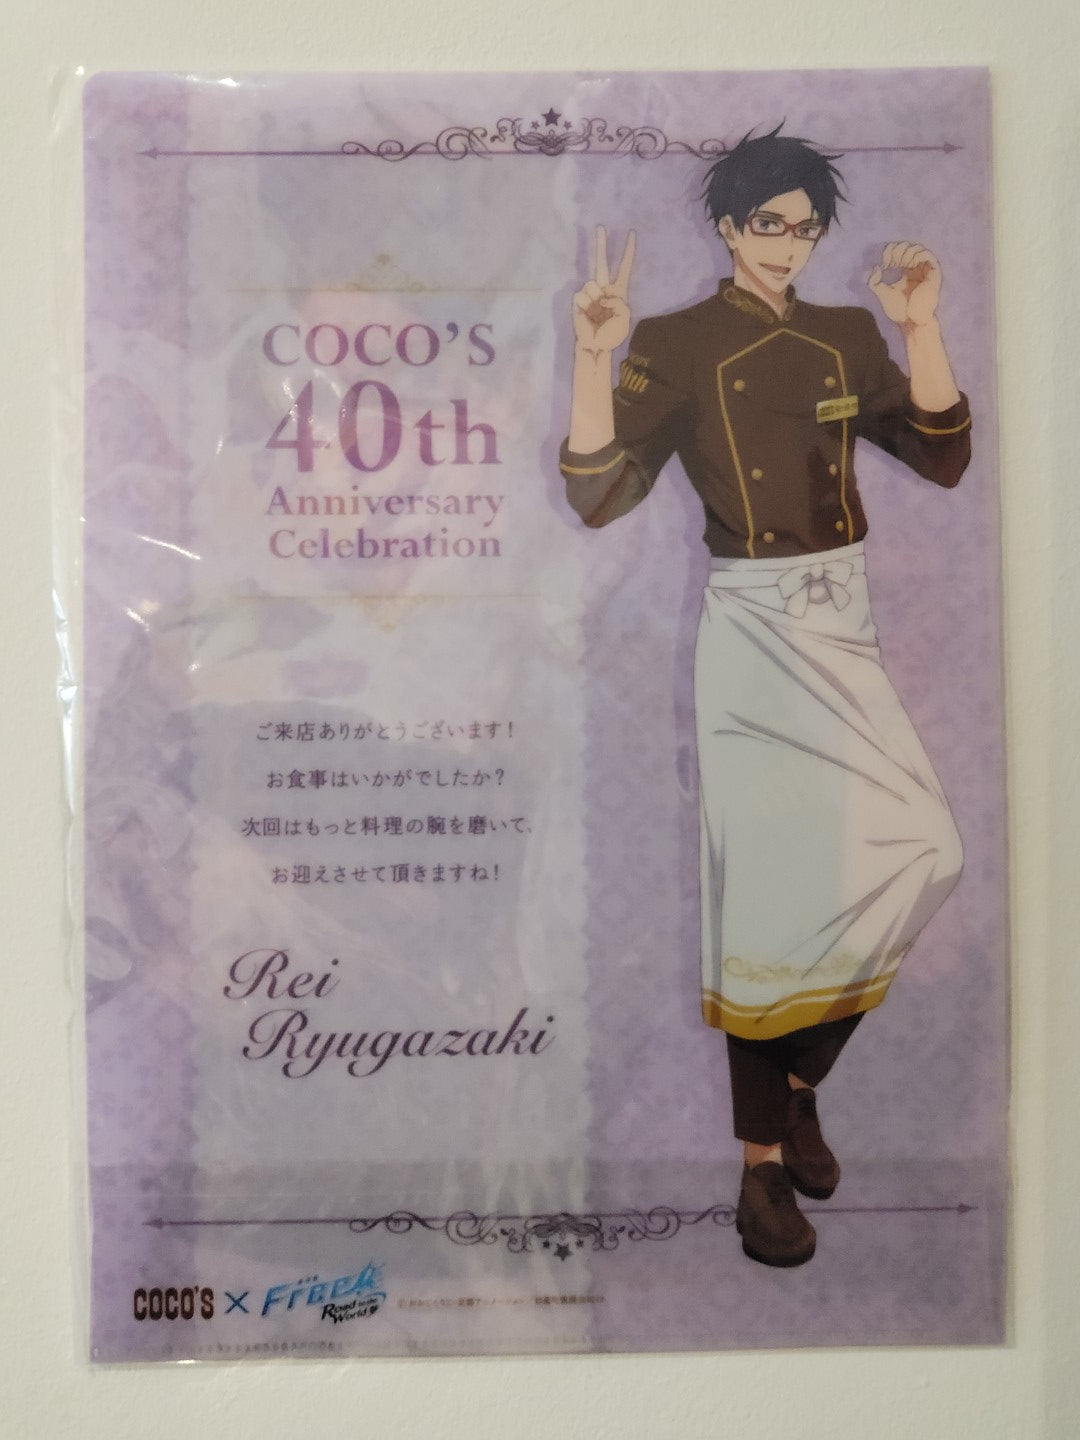 COCO'S
40th
Anniversary
Celebration
ご来店ありがとうございます!
お食事はいかがでしたか?
次回はもっと料理の腕を磨いて、
お迎えさせて頂きますね!
Rei
Ryugazaki
COCO'S × Free! Road to the World 夢